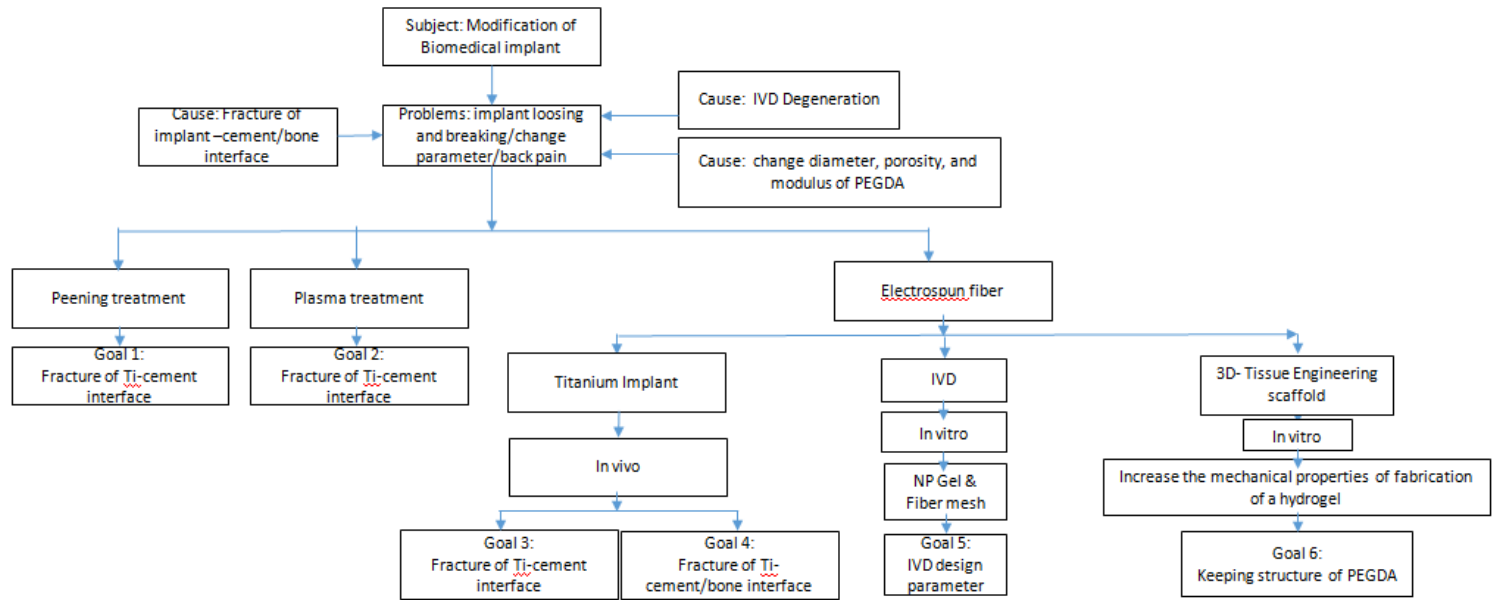 Subject: Modification of
Biomedical implant
Cause: Fracture of
implant –cement/bone
interface
Problems: implant loosing
and breaking/change
parameter/back pain
Cause:  IVD Degeneration
Cause:  change diameter, porosity, and
modulus of PEGDA
Peening treatment
Plasma treatment
Electrospun fiber
Goal 1:
Fracture of Ti-cement
interface
Goal 2:
Fracture of Ti-cement
interface
Titanium Implant
IVD
3D- Tissue Engineering
scaffold
In vivo
In vitro
In vitro
NP Gel &
Fiber mesh
Increase the mechanical properties of fabrication
of a hydrogel
Goal 3:
Fracture of Ti-cement
interface
Goal 4:
Fracture of Ti-
cement/bone interface
Goal 5:
IVD design
parameter
Goal 6:
Keeping structure of PEGDA